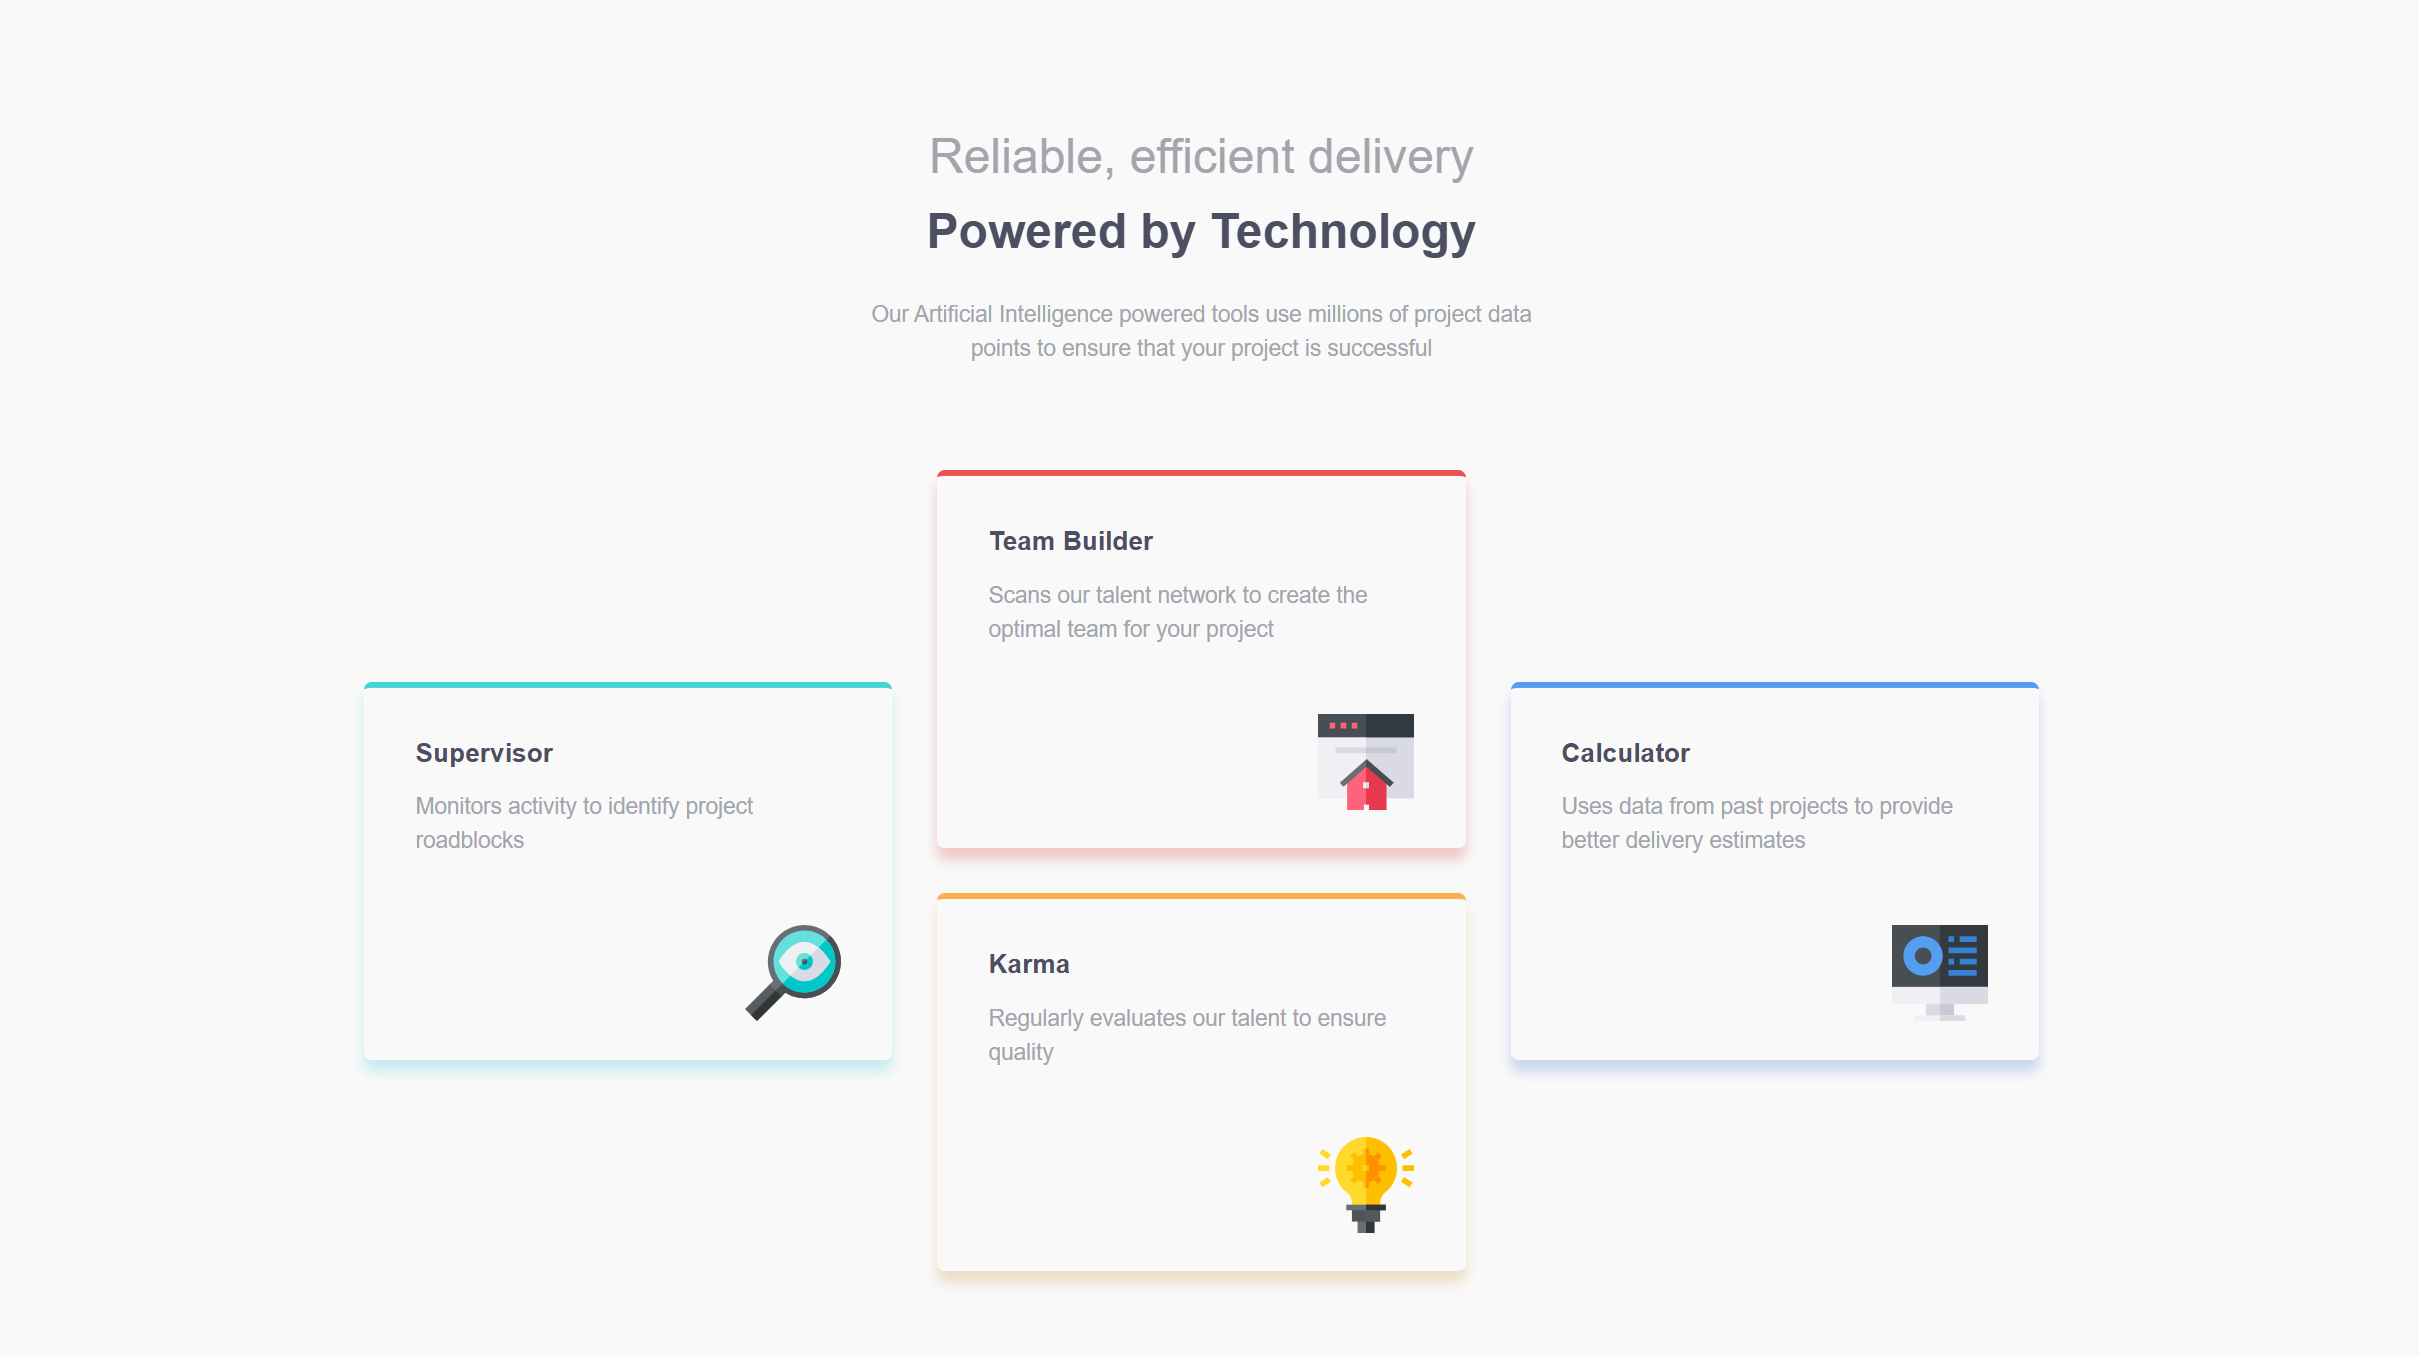 Reliable, efficient delivery
Powered by Technology
Our Artificial Intelligence powered tools use millions of project data
points to ensure that your project is successful
Supervisor
Monitors activity to identify project
roadblocks
Team Builder
Scans our talent network to create the
optimal team for your project
Karma
Regularly evaluates our talent to ensure
quality
Calculator
Uses data from past projects to provide
better delivery estimates